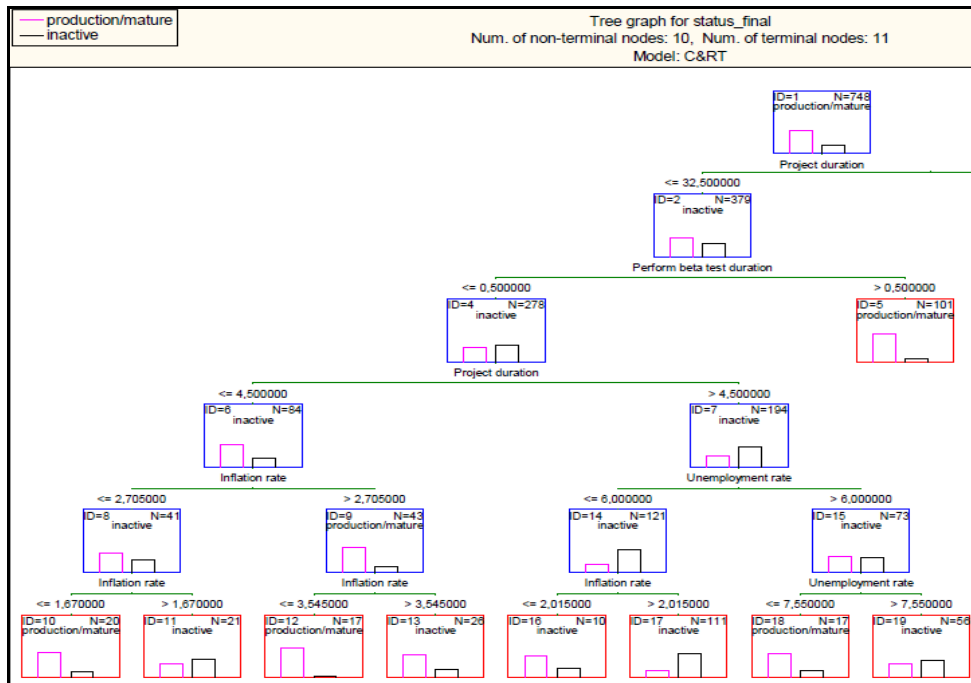 production/mature
inactive
Tree graph for status_final
Num. of non-terminal nodes: 10, Num. of terminal nodes: 11
Model: C&RT
ID=1 N=748
production/mature
Project duration
<= 32,500000
ID=2 N=379
inactive
Perform beta test duration
<= 0,500000 > 0,500000
ID=4 N=278 ID=5 N=101
inactive production/mature
Project duration
<= 4,500000 > 4,500000
ID=6 N=84 ID=7 N=194
inactive inactive
Inflation rate Unemployment rate
<= 2,705000 > 2,705000 <= 6,000000 > 6,000000
ID=8 N=41 ID=9 N=43 ID=14 N=121 ID=15 N=73
inactive production/mature inactive inactive
Inflation rate Inflation rate Inflation rate Unemployment rate
<= 1,670000 > 1,670000 <= 3,545000 > 3,545000 <= 2,015000 > 2,015000 <= 7,550000 > 7,550000
ID=10 N=20 ID=11 N=21 ID=12 N=17 ID=13 N=26 ID=16 N=10 ID=17 N=111 ID=18 N=17 ID=19 N=56
production/mature inactive production/mature inactive inactive inactive production/mature inactive